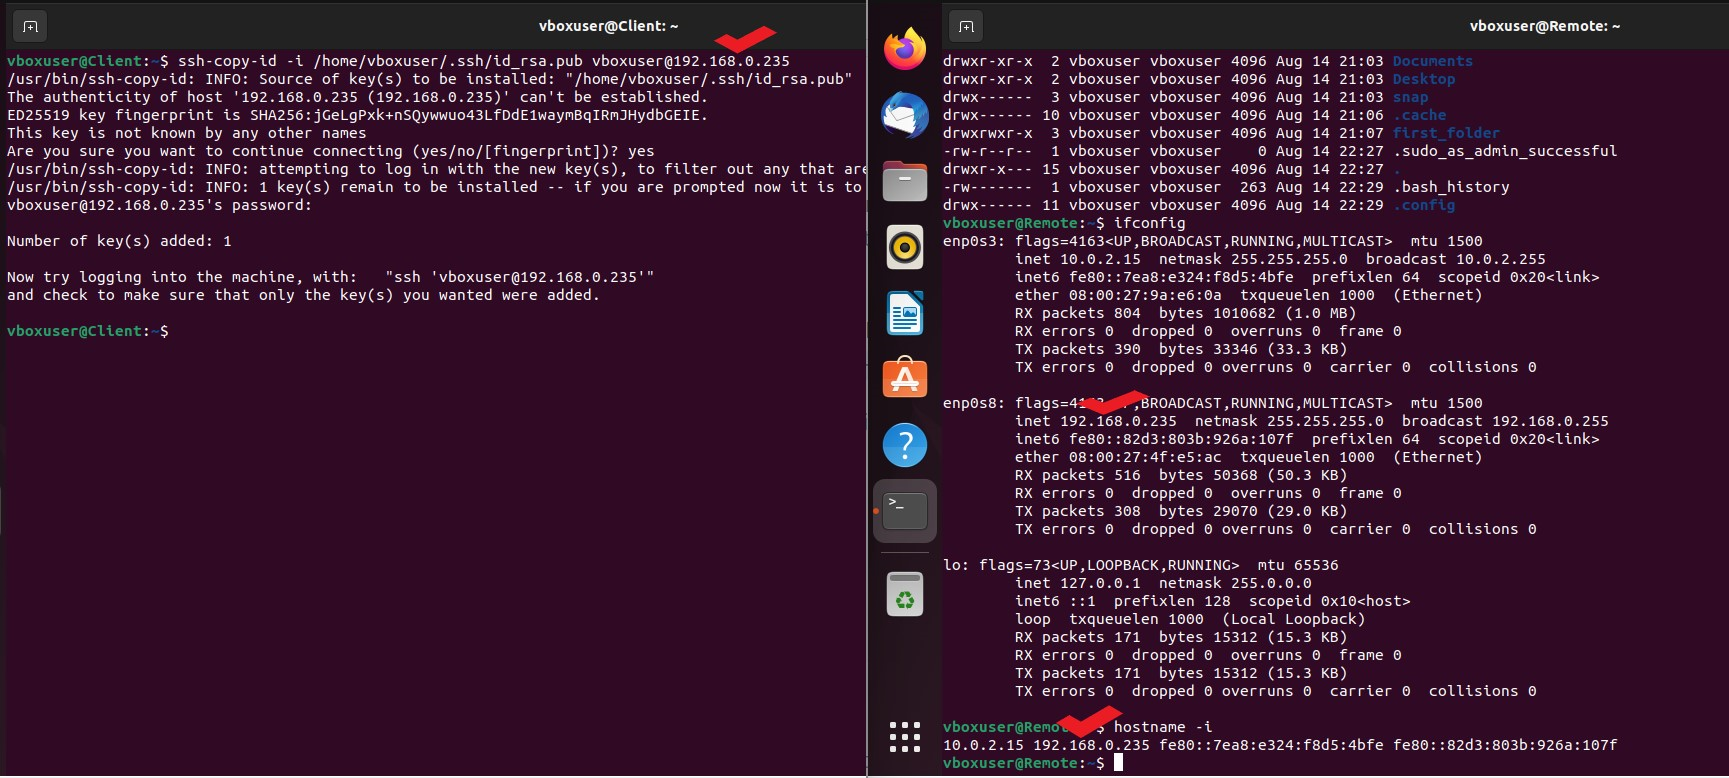 vboxuser@Client: ~
vboxuser@Client:~$ ssh-copy-id -i /home/vboxuser/.ssh/id_rsa.pub vboxuser@192.168.0.235
/usr/bin/ssh-copy-id: INFO: Source of key(s) to be installed: "/home/vboxuser/.ssh/id_rsa.pub"
The authenticity of host '192.168.0.235 (192.168.0.235)' can't be established.
ED25519 key fingerprint is SHA256:jGeLgPxk+nSQywwuo43LfDdE1waymBqIRmJHydbGEIE.
This key is not known by any other names
Are you sure you want to continue connecting (yes/no/[fingerprint])? yes
/usr/bin/ssh-copy-id: INFO: attempting to log in with the new key(s), to filter out any that are
/usr/bin/ssh-copy-id: INFO: 1 key(s) remain to be installed -- if you are prompted now it is to
vboxuser@192.168.0.235's password:
Number of key(s) added: 1
Now try logging into the machine, with:   "ssh 'vboxuser@192.168.0.235'"
and check to make sure that only the key(s) you wanted were added.
vboxuser@Client:~$
vboxuser@Remote: ~
drwxr-xr-x  2 vboxuser vboxuser 4096 Aug 14 21:03 Documents
drwxr-xr-x  2 vboxuser vboxuser 4096 Aug 14 21:03 Desktop
drwx------  3 vboxuser vboxuser 4096 Aug 14 21:03 snap
drwx------ 10 vboxuser vboxuser 4096 Aug 14 21:06 .cache
drwxrwxr-x  3 vboxuser vboxuser 4096 Aug 14 21:07 first_folder
-rw-r--r--  1 vboxuser vboxuser    0 Aug 14 22:27 .sudo_as_admin_successful
drwxr-x--- 15 vboxuser vboxuser 4096 Aug 14 22:27 .
-rw-------  1 vboxuser vboxuser  263 Aug 14 22:29 .bash_history
drwx------ 11 vboxuser vboxuser 4096 Aug 14 22:29 .config
vboxuser@Remote:~$ ifconfig
enp0s3: flags=4163<UP,BROADCAST,RUNNING,MULTICAST>  mtu 1500
        inet 10.0.2.15  netmask 255.255.255.0  broadcast 10.0.2.255
        inet6 fe80::7ea8:e324:f8d5:4bfe  prefixlen 64  scopeid 0x20<link>
        ether 08:00:27:9a:e6:0a  txqueuelen 1000  (Ethernet)
        RX packets 804  bytes 1010682 (1.0 MB)
        RX errors 0  dropped 0  overruns 0  frame 0
        TX packets 390  bytes 33346 (33.3 KB)
        TX errors 0  dropped 0 overruns 0  carrier 0  collisions 0
enp0s8: flags=4163<UP,BROADCAST,RUNNING,MULTICAST>  mtu 1500
        inet 192.168.0.235  netmask 255.255.255.0  broadcast 192.168.0.255
        inet6 fe80::82d3:803b:926a:107f  prefixlen 64  scopeid 0x20<link>
        ether 08:00:27:4f:e5:ac  txqueuelen 1000  (Ethernet)
        RX packets 516  bytes 50368 (50.3 KB)
        RX errors 0  dropped 0  overruns 0  frame 0
        TX packets 308  bytes 29070 (29.0 KB)
        TX errors 0  dropped 0 overruns 0  carrier 0  collisions 0
lo: flags=73<UP,LOOPBACK,RUNNING>  mtu 65536
        inet 127.0.0.1  netmask 255.0.0.0
        inet6 ::1  prefixlen 128  scopeid 0x10<host>
        loop  txqueuelen 1000  (Local Loopback)
        RX packets 171  bytes 15312 (15.3 KB)
        RX errors 0  dropped 0  overruns 0  frame 0
        TX packets 171  bytes 15312 (15.3 KB)
        TX errors 0  dropped 0 overruns 0  carrier 0  collisions 0
vboxuser@Remote:~$ hostname -i
10.0.2.15 192.168.0.235 fe80::7ea8:e324:f8d5:4bfe fe80::82d3:803b:926a:107f
vboxuser@Remote:~$